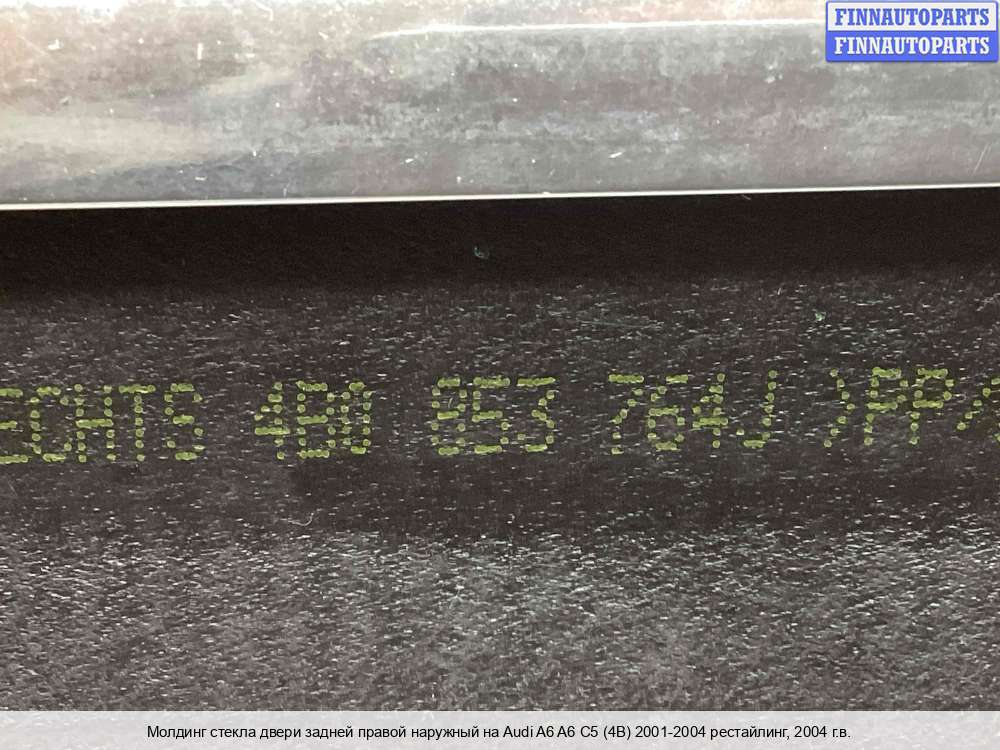 FINNAUTOPARTS
FINNAUTOPARTS
ECHTS 4B0 853 764J >PP/
Молдинг стекла двери задней правой наружный на Audi A6 A6 C5 (4B) 2001-2004 рестайлинг, 2004 г.в.